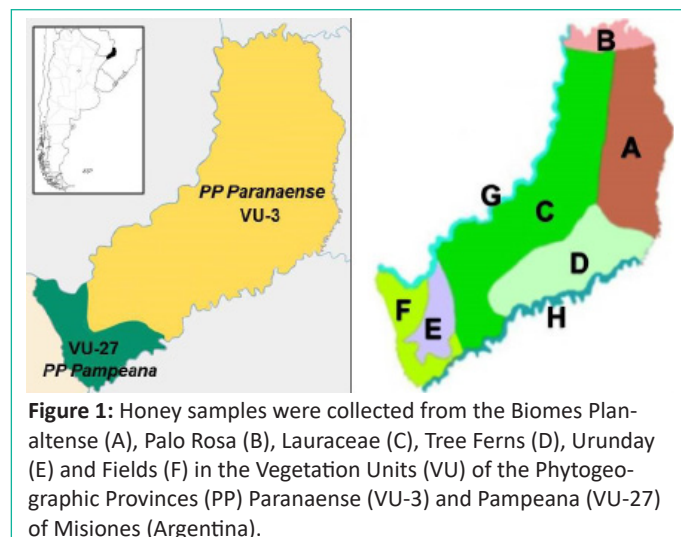 PP Paranaense
VU-3
VU-27
PP Pampeana
B
A
G
C
D
F
E
H
Figure 1: Honey samples were collected from the Biomes Plan-
altense (A), Palo Rosa (B), Lauraceae (C), Tree Ferns (D), Urunday
(E) and Fields (F) in the Vegetation Units (VU) of the Phytogeo-
graphic Provinces (PP) Paranaense (VU-3) and Pampeana (VU-27)
of Misiones (Argentina).